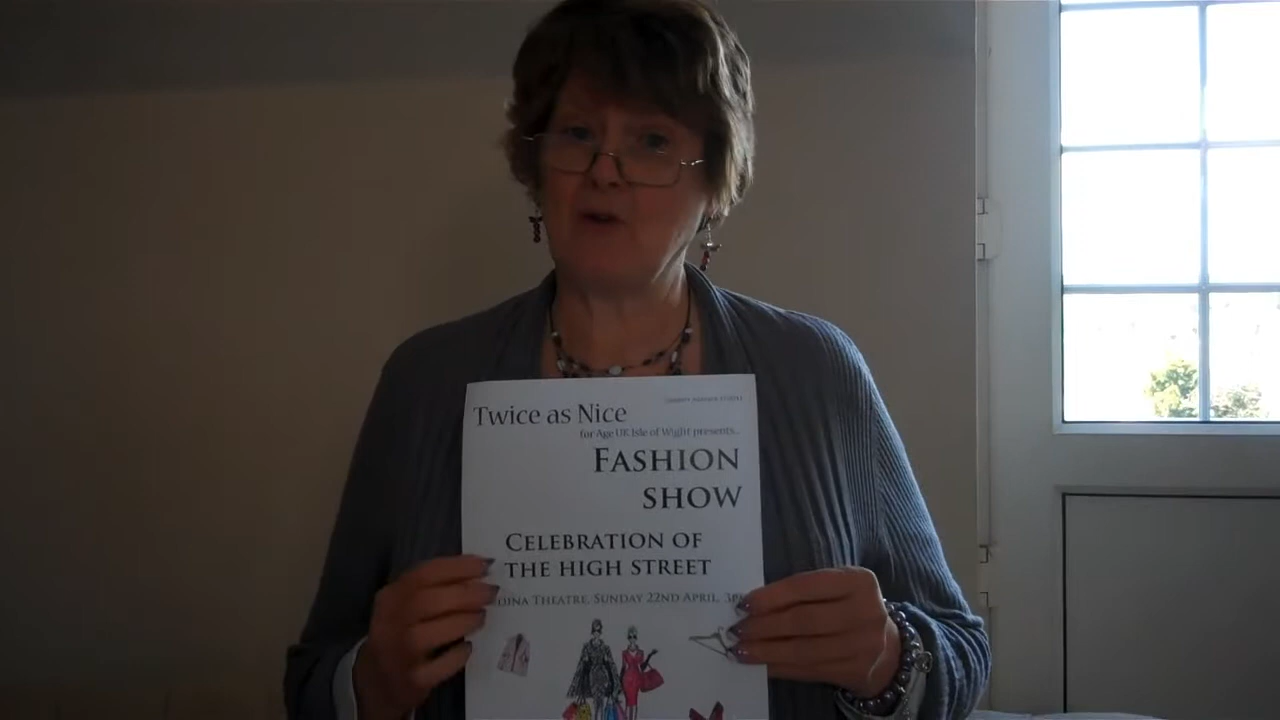 Twice as Nice
for Age UK Isle of Wight presents...
FASHION
SHOW
CELEBRATION OF
THE HIGH STREET
THEATRE, SUNDAY 22ND APRIL, 3P